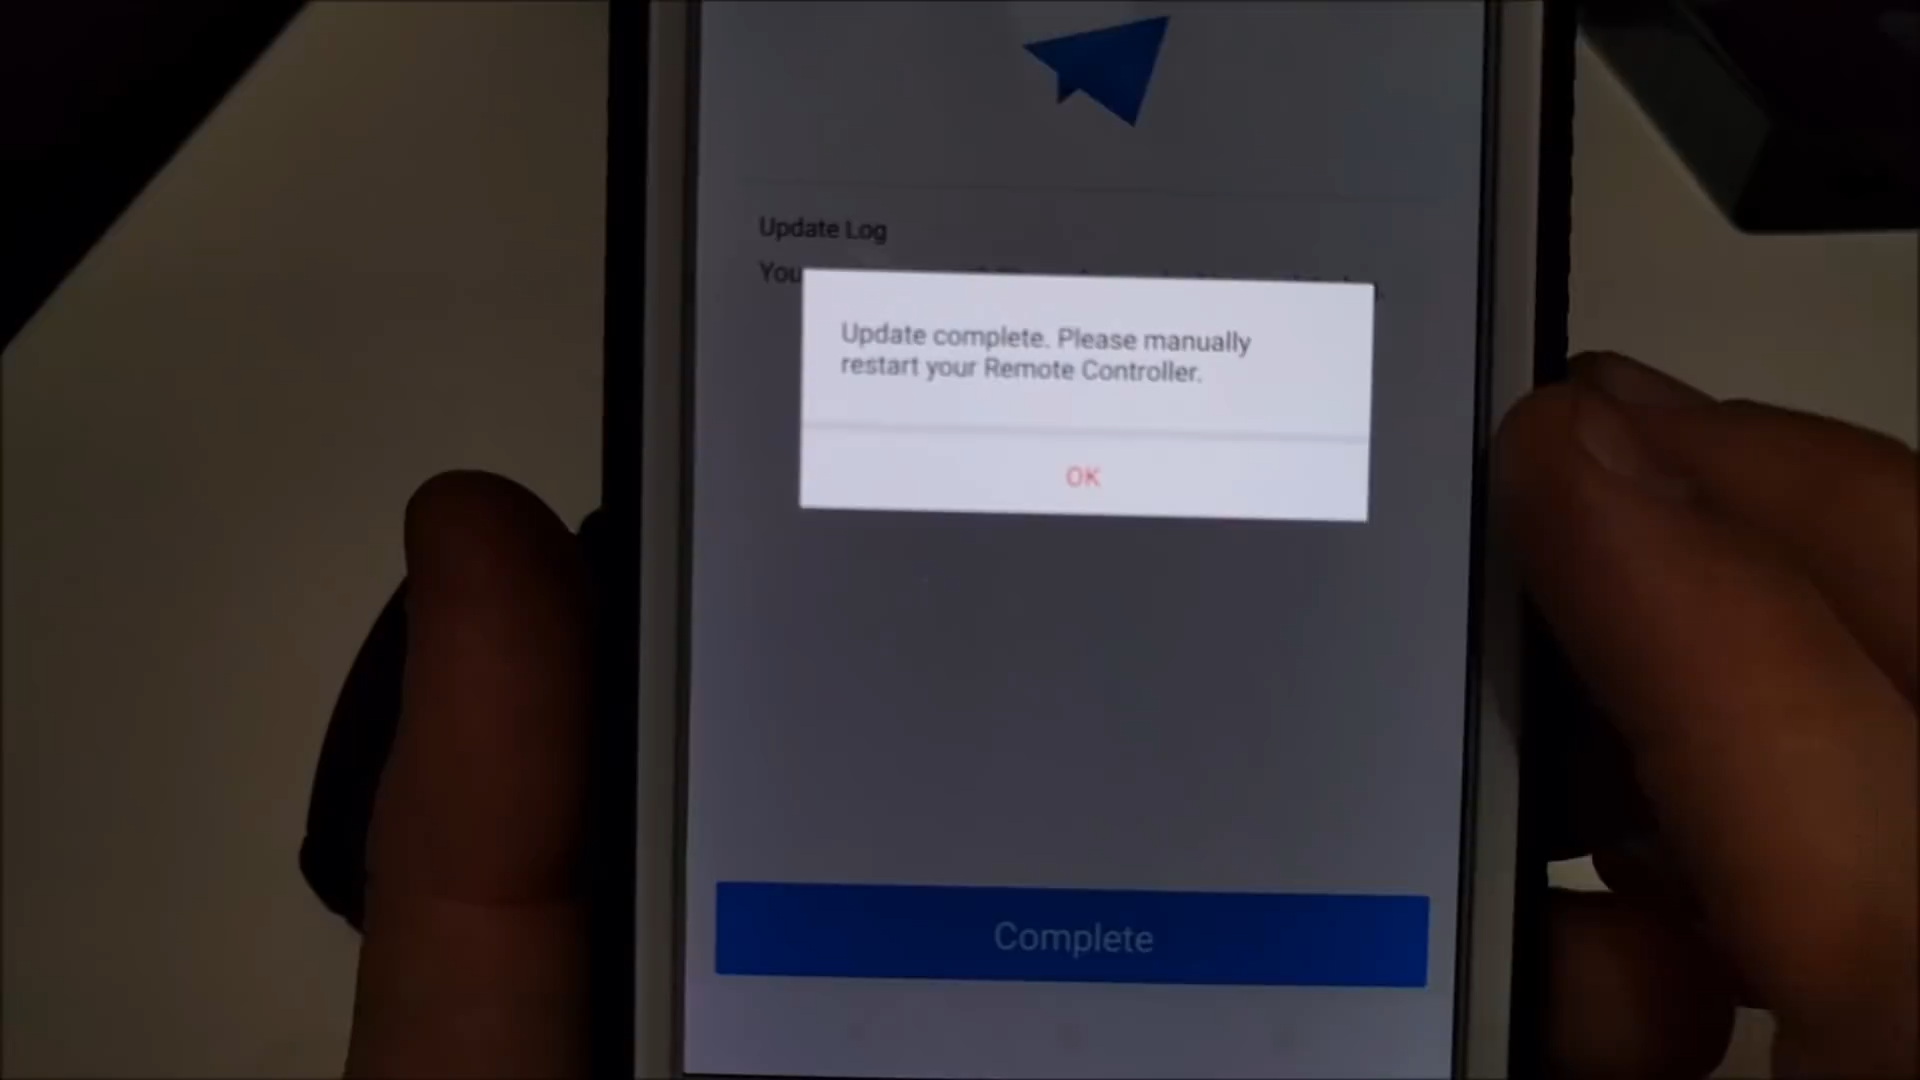 Update Log
You
Update complete. Please manually
restart your Remote Controller.
OK
Complete